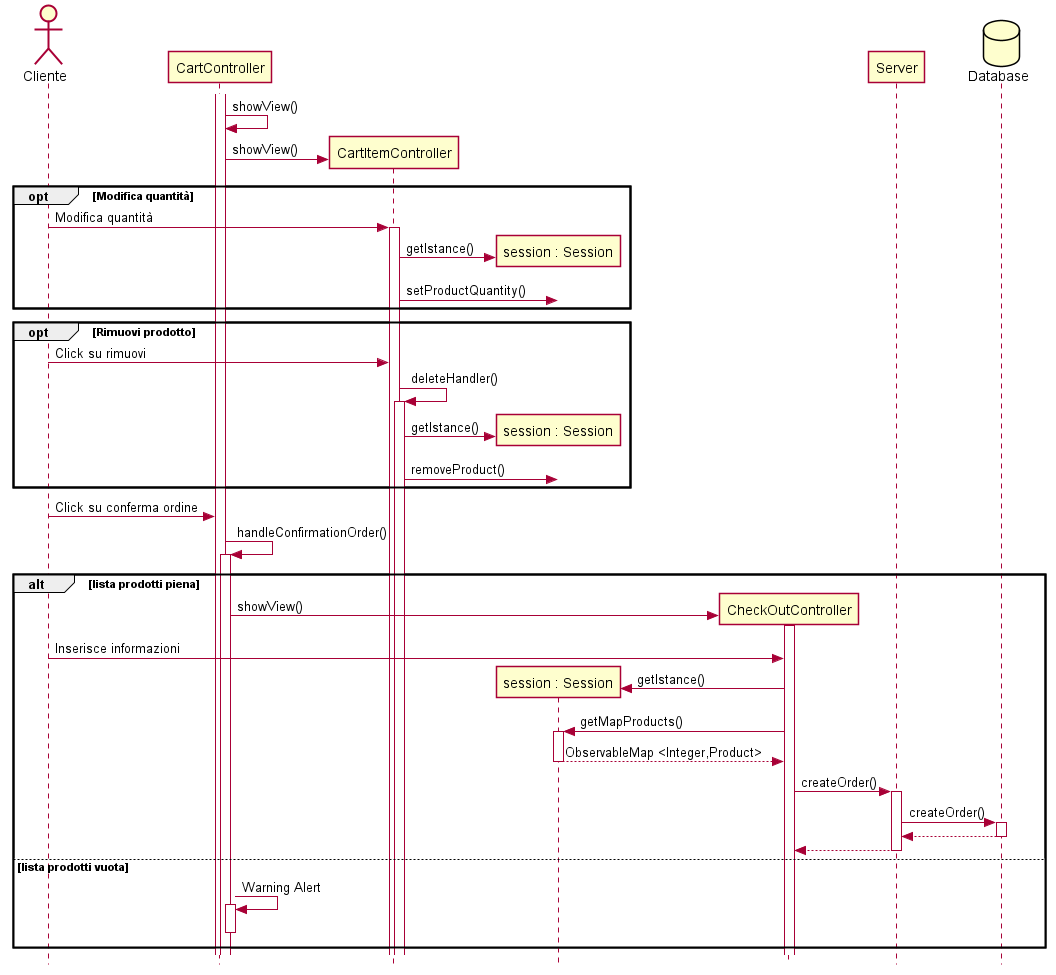 Cliente
CartController
Server
Database
showView()
showView()
CartItemController
opt [Modifica quantità]
Modifica quantità
getIstance()
session : Session
setProductQuantity()
opt [Rimuovi prodotto]
Click su rimuovi
deleteHandler()
getIstance()
session : Session
removeProduct()
Click su conferma ordine
handleConfirmationOrder()
alt [lista prodotti piena]
showView()
CheckOutController
Inserisce informazioni
session : Session
getIstance()
getMapProducts()
ObservableMap <Integer,Product>
createOrder()
createOrder()
[lista prodotti vuota]
Warning Alert